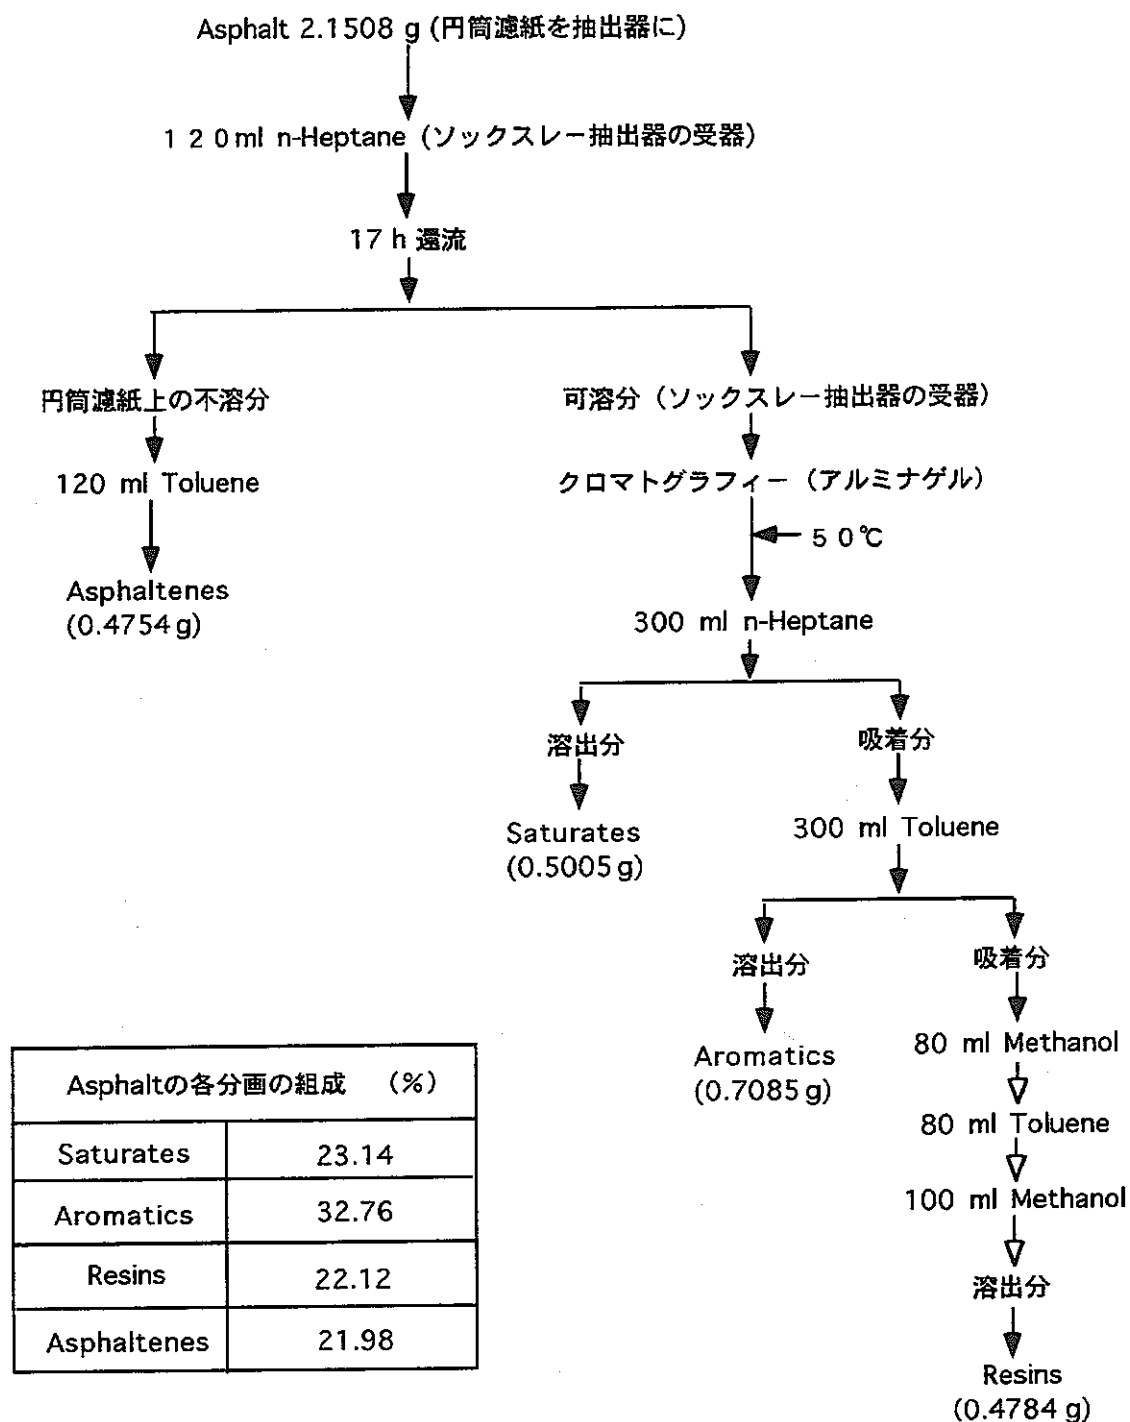 Asphalt 2.1508 g (円筒濾紙を抽出器に)
120ml n-Heptane (ソックスレー抽出器の受器)
17 h 還流
円筒濾紙上の不溶分
可溶分 (ソックスレー抽出器の受器)
120 ml Toluene
クロマトグラフィー (アルミナゲル)
50℃
Asphaltenes
(0.4754 g)
300 ml n-Heptane
溶出分
吸着分
Saturates
(0.5005 g)
300 ml Toluene
溶出分
吸着分
Aromatics
(0.7085 g)
80 ml Methanol
80 ml Toluene
100 ml Methanol
溶出分
Resins
(0.4784 g)
Asphaltの各分画の組成 (%)
Saturates 23.14
Aromatics 32.76
Resins 22.12
Asphaltenes 21.98